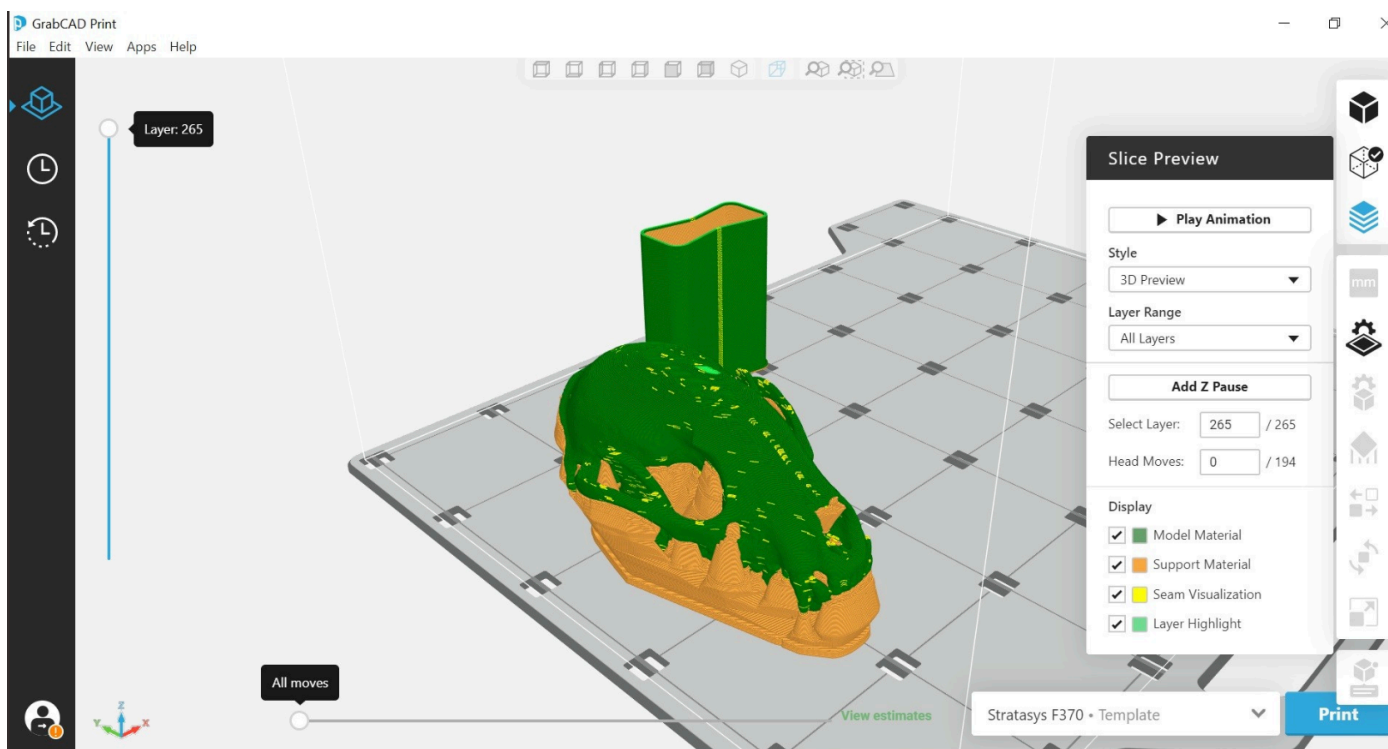 GrabCAD Print
File Edit View Apps Help
Layer: 265
Slice Preview
Play Animation
Style
3D Preview
Layer Range
All Layers
Add Z Pause
Select Layer: 265 / 265
Head Moves: 0 / 194
Display
Model Material
Support Material
Seam Visualization
Layer Highlight
mm
All moves
View estimates
Z
Y X
Stratasys F370 • Template
Print